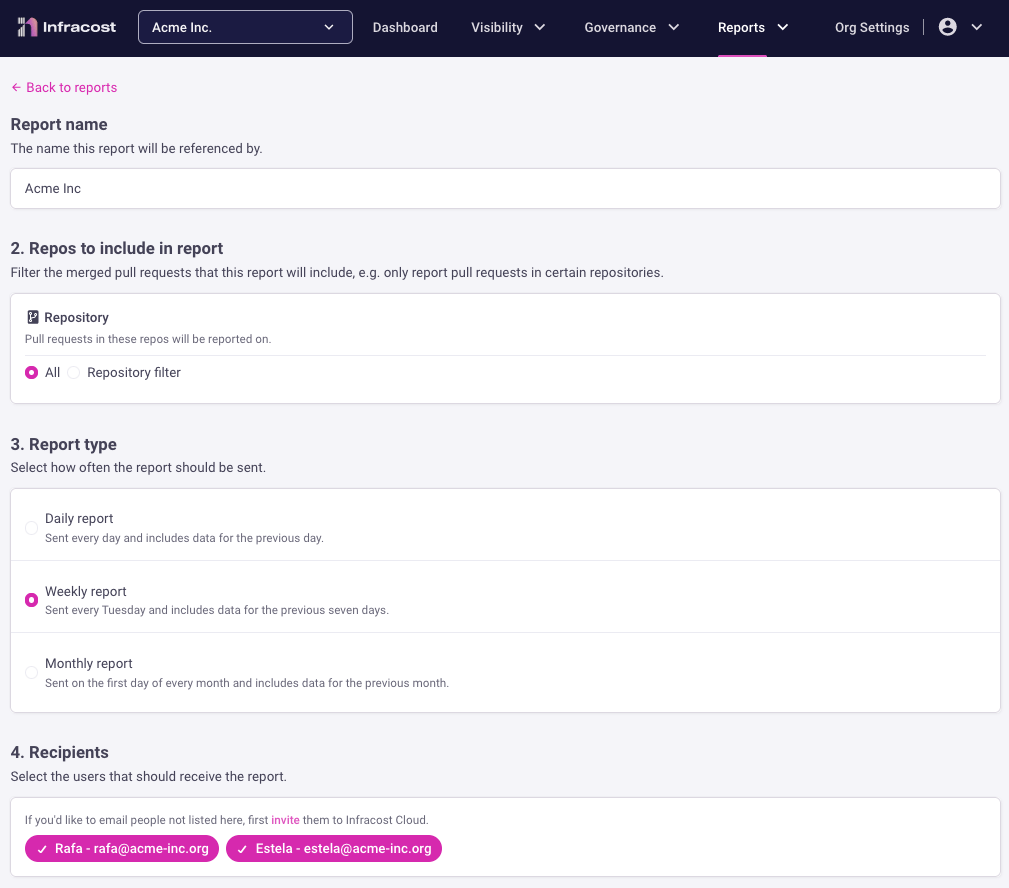 Infracost
Acme Inc.
Dashboard
Visibility
Governance
Reports
Org Settings
← Back to reports
Report name
The name this report will be referenced by.
Acme Inc
2. Repos to include in report
Filter the merged pull requests that this report will include, e.g. only report pull requests in certain repositories.
Repository
Pull requests in these repos will be reported on.
All
Repository filter
3. Report type
Select how often the report should be sent.
Daily report
Sent every day and includes data for the previous day.
Weekly report
Sent every Tuesday and includes data for the previous seven days.
Monthly report
Sent on the first day of every month and includes data for the previous month.
4. Recipients
Select the users that should receive the report.
If you'd like to email people not listed here, first invite them to Infracost Cloud.
✓ Rafa - rafa@acme-inc.org
✓ Estela - estela@acme-inc.org